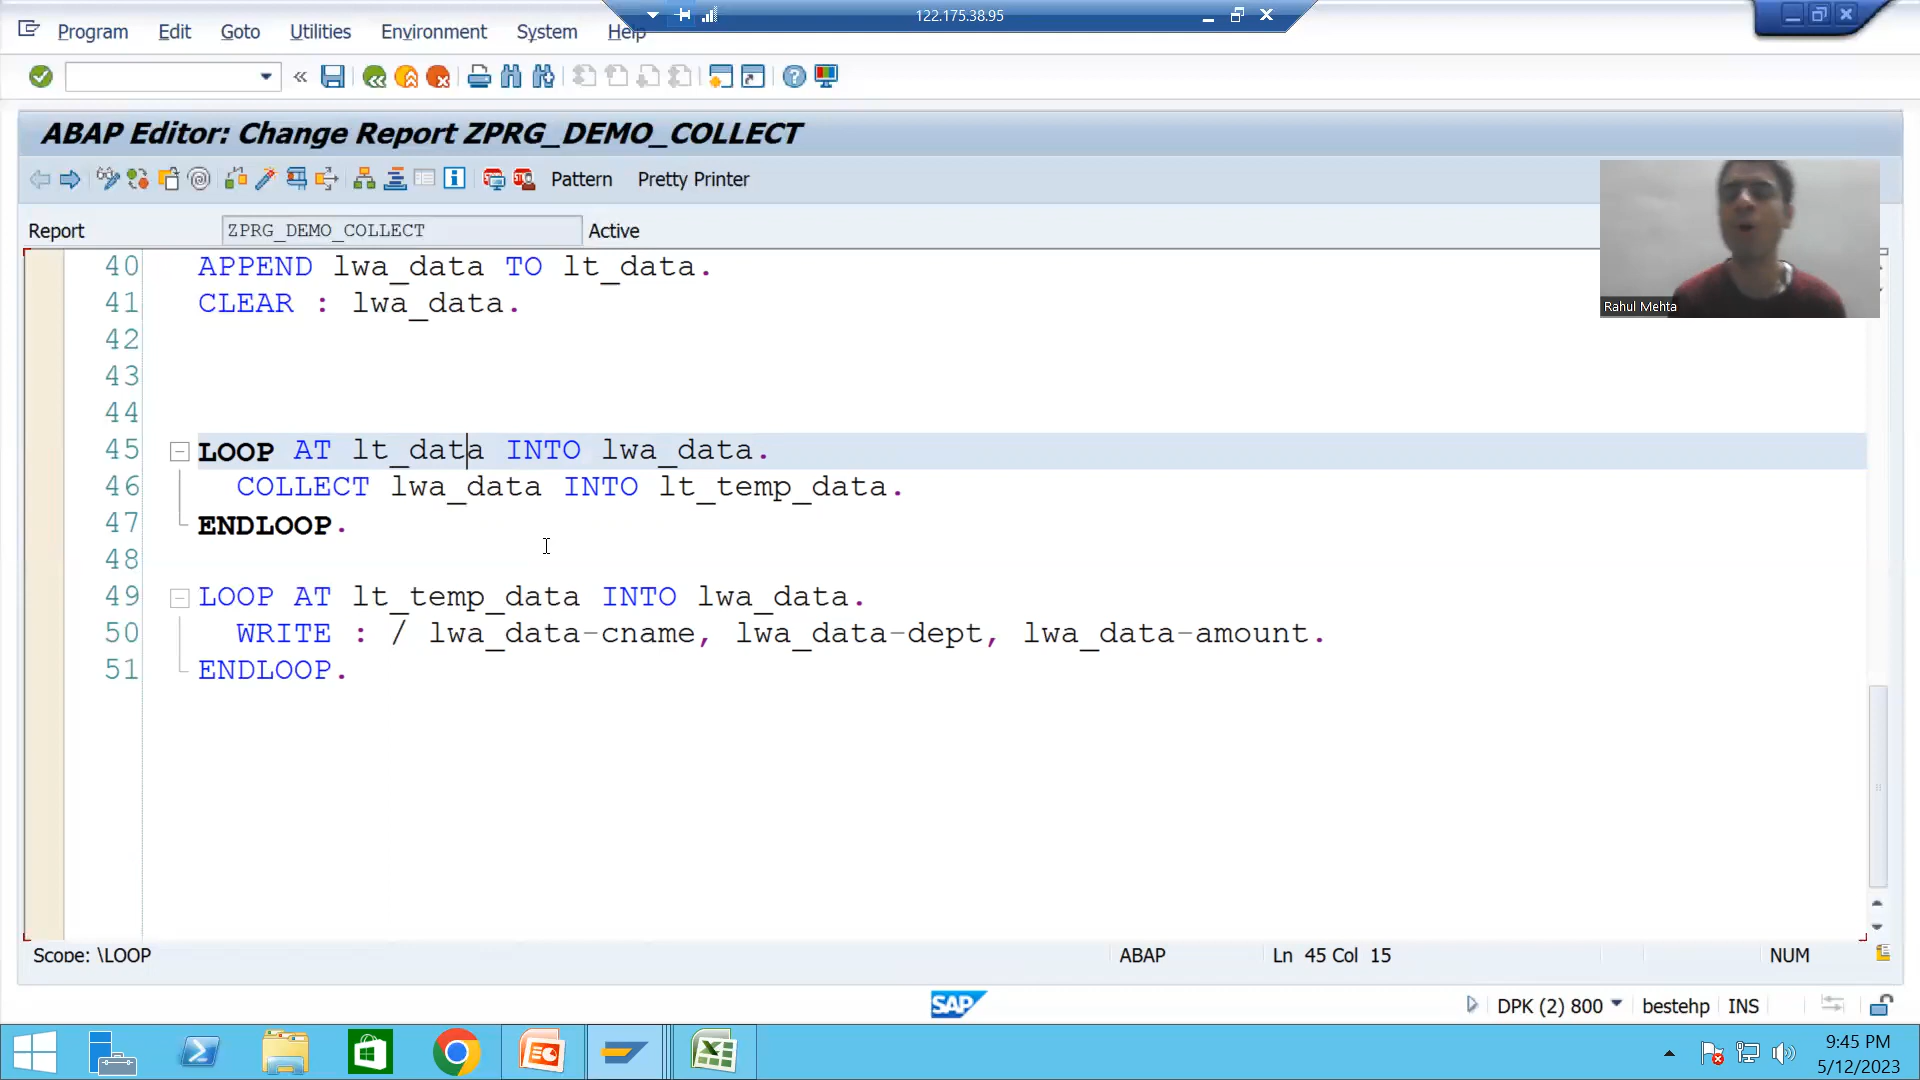 122.175.38.95
Program Edit Goto Utilities Environment System Help
ABAP Editor: Change Report ZPRG_DEMO_COLLECT
Pattern Pretty Printer
Report ZPRG_DEMO_COLLECT Active
Rahul Mehta
40 APPEND lwa_data TO lt_data.
41 CLEAR : lwa_data.
42
43
44
45 LOOP AT lt_data INTO lwa_data.
46 COLLECT lwa_data INTO lt_temp_data.
47 ENDLOOP.
48
49 LOOP AT lt_temp_data INTO lwa_data.
50 WRITE : / lwa_data-cname, lwa_data-dept, lwa_data-amount.
51 ENDLOOP.
Scope: \LOOP ABAP Ln 45 Col 15 NUM
SAP DPK (2) 800 bestehp INS
9:45 PM
5/12/2023